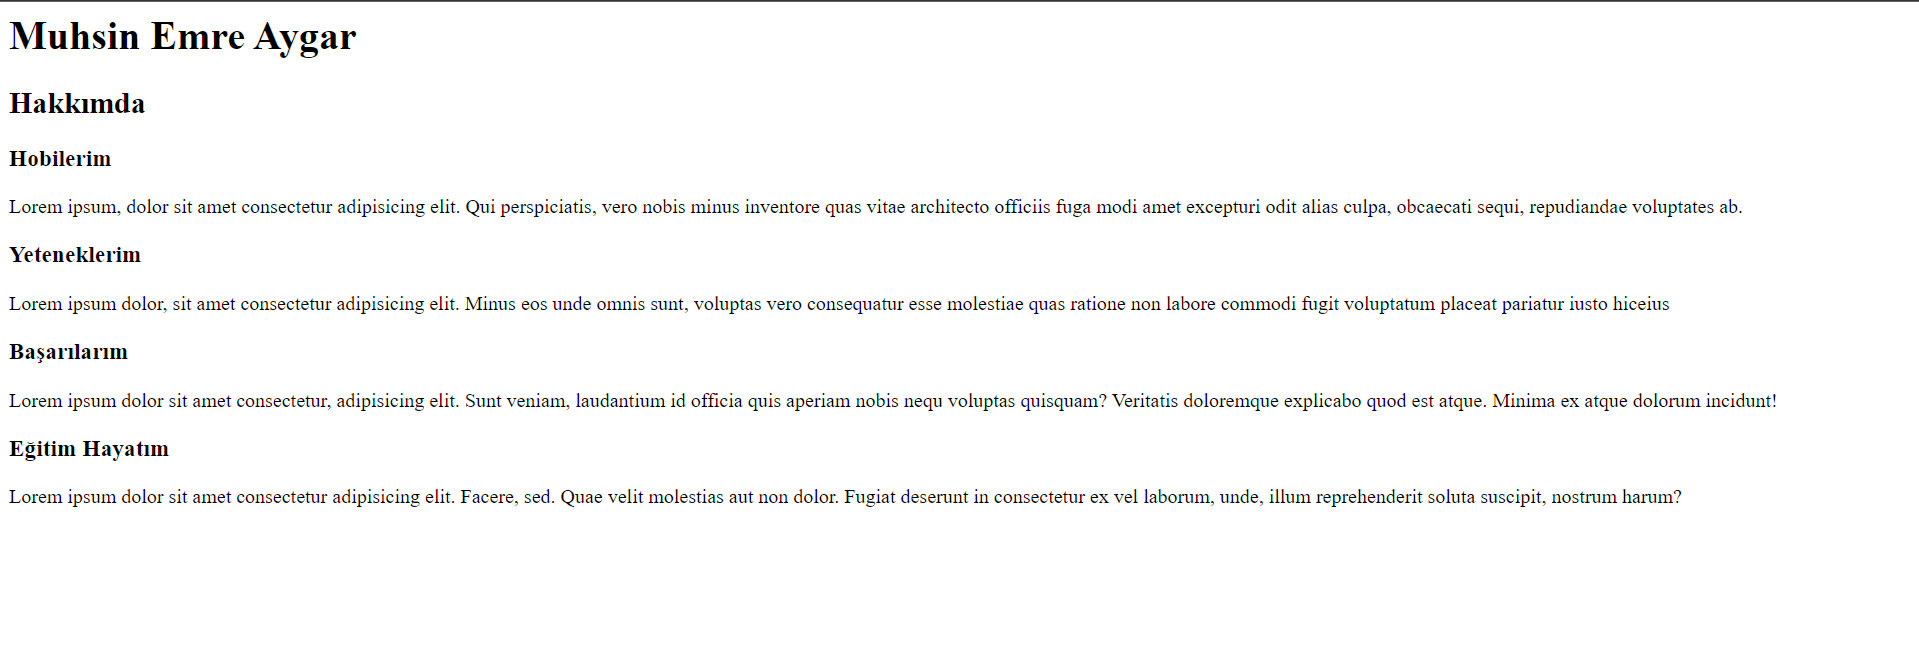 Muhsin Emre Aygar
Hakkımda
Hobilerim
Lorem ipsum, dolor sit amet consectetur adipisicing elit. Qui perspiciatis, vero nobis minus inventore quas vitae architecto officiis fuga modi amet excepturi odit alias culpa, obcaecati sequi, repudiandae voluptates ab.
Yeteneklerim
Lorem ipsum dolor, sit amet consectetur adipisicing elit. Minus eos unde omnis sunt, voluptas vero consequatur esse molestiae quas ratione non labore commodi fugit voluptatum placeat pariatur iusto hiceius
Başarılarım
Lorem ipsum dolor sit amet consectetur, adipisicing elit. Sunt veniam, laudantium id officia quis aperiam nobis nequ voluptas quisquam? Veritatis doloremque explicabo quod est atque. Minima ex atque dolorum incidunt!
Eğitim Hayatım
Lorem ipsum dolor sit amet consectetur adipisicing elit. Facere, sed. Quae velit molestias aut non dolor. Fugiat deserunt in consectetur ex vel laborum, unde, illum reprehenderit soluta suscipit, nostrum harum?